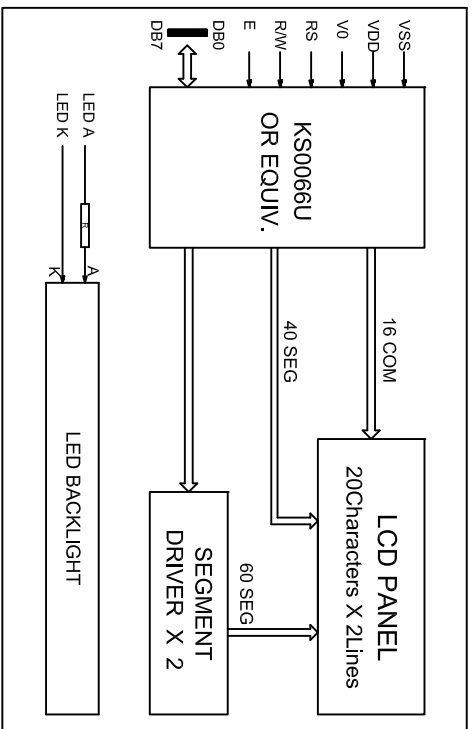 VSS
VDD
V0
RS
R/W
E
DB0
DB7
KS0066U
OR EQUIV.
16 COM
40 SEG
LCD PANEL
20Characters X 2Lines
60 SEG
SEGMENT
DRIVER X 2
LED A
LED K
R
A
K
LED BACKLIGHT